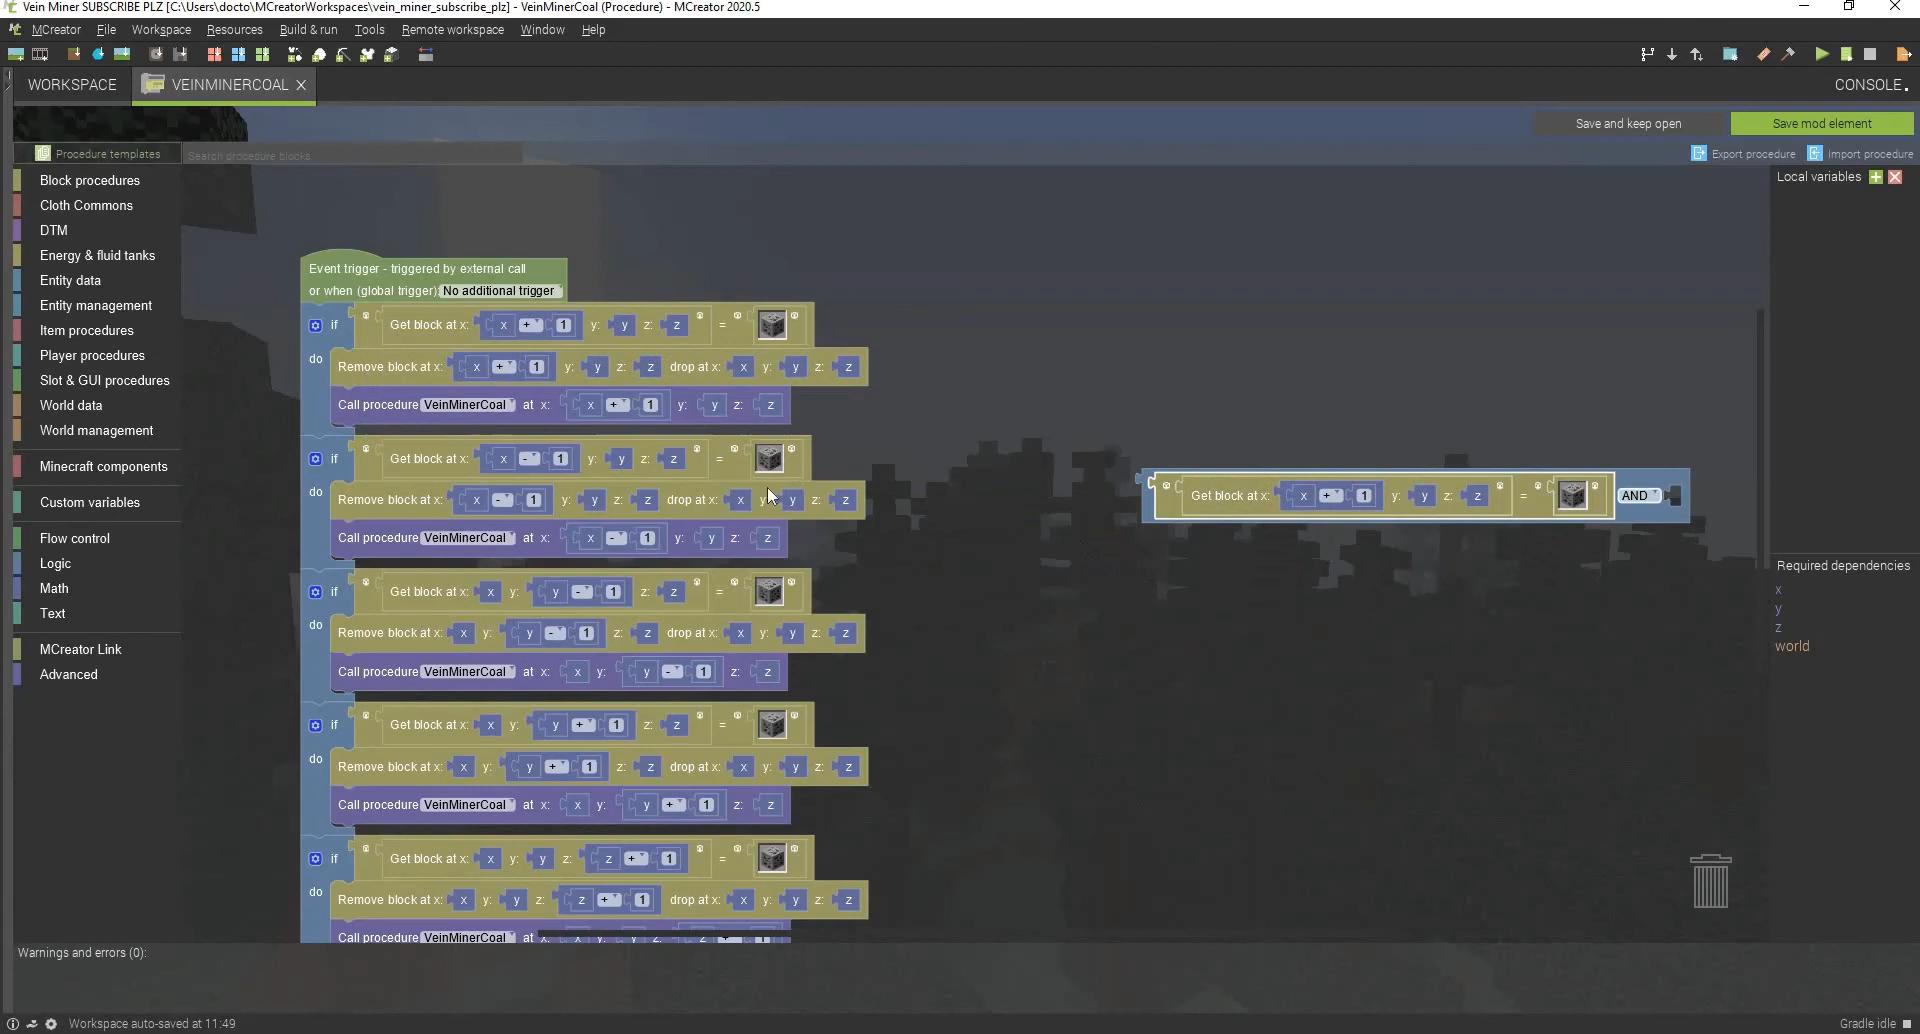 Vein Miner SUBSCRIBE PLZ [C:\Users\docto\MCreatorWorkspaces\vein_miner_subscribe_plz] - VeinMinerCoal (Procedure) - MCreator 2020.5
MCreator File Workspace Resources Build & run Tools Remote workspace Window Help
WORKSPACE VEINMINERCOAL X CONSOLE
Save and keep open Save mod element
Procedure templates Search procedure blocks Export procedure Import procedure
Local variables
Block procedures
Cloth Commons
DTM
Energy & fluid tanks
Entity data
Entity management
Item procedures
Player procedures
Slot & GUI procedures
World data
World management
Minecraft components
Custom variables
Flow control
Logic
Math
Text
MCreator Link
Advanced
Event trigger - triggered by external call
or when (global trigger): No additional trigger
if Get block at x: x + 1 y: y z: z =
do Remove block at x: x + 1 y: y z: z drop at x: x y: y z: z
Call procedure VeinMinerCoal at x: x + 1 y: y z: z
if Get block at x: x - 1 y: y z: z =
do Remove block at x: x - 1 y: y z: z drop at x: x y: y z: z
Call procedure VeinMinerCoal at x: x - 1 y: y z: z
if Get block at x: x y: y - 1 z: z =
do Remove block at x: x y: y - 1 z: z drop at x: x y: y z: z
Call procedure VeinMinerCoal at x: x y: y - 1 z: z
if Get block at x: x y: y + 1 z: z =
do Remove block at x: x y: y + 1 z: z drop at x: x y: y z: z
Call procedure VeinMinerCoal at x: x y: y + 1 z: z
if Get block at x: x y: y z: z + 1 =
do Remove block at x: x y: y z: z + 1 drop at x: x y: y z: z
Call procedure VeinMinerCoal at x: x y: y z: z + 1
Get block at x: x + 1 y: y z: z = AND
Required dependencies
x
y
z
world
Warnings and errors (0):
Workspace auto-saved at 11:49 Gradle idle